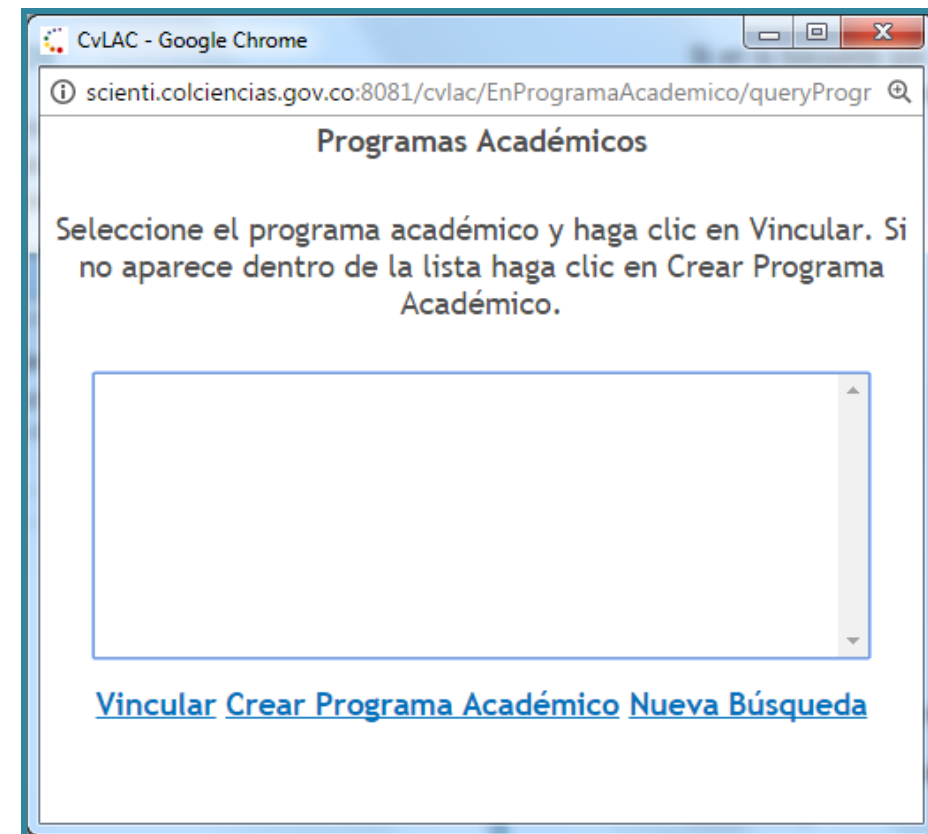 CvLAC - Google Chrome
scienti.colciencias.gov.co:8081/cvlac/EnProgramaAcademico/queryProgr
Programas Académicos
Seleccione el programa académico y haga clic en Vincular. Si
no aparece dentro de la lista haga clic en Crear Programa
Académico.
Vincular Crear Programa Académico Nueva Búsqueda